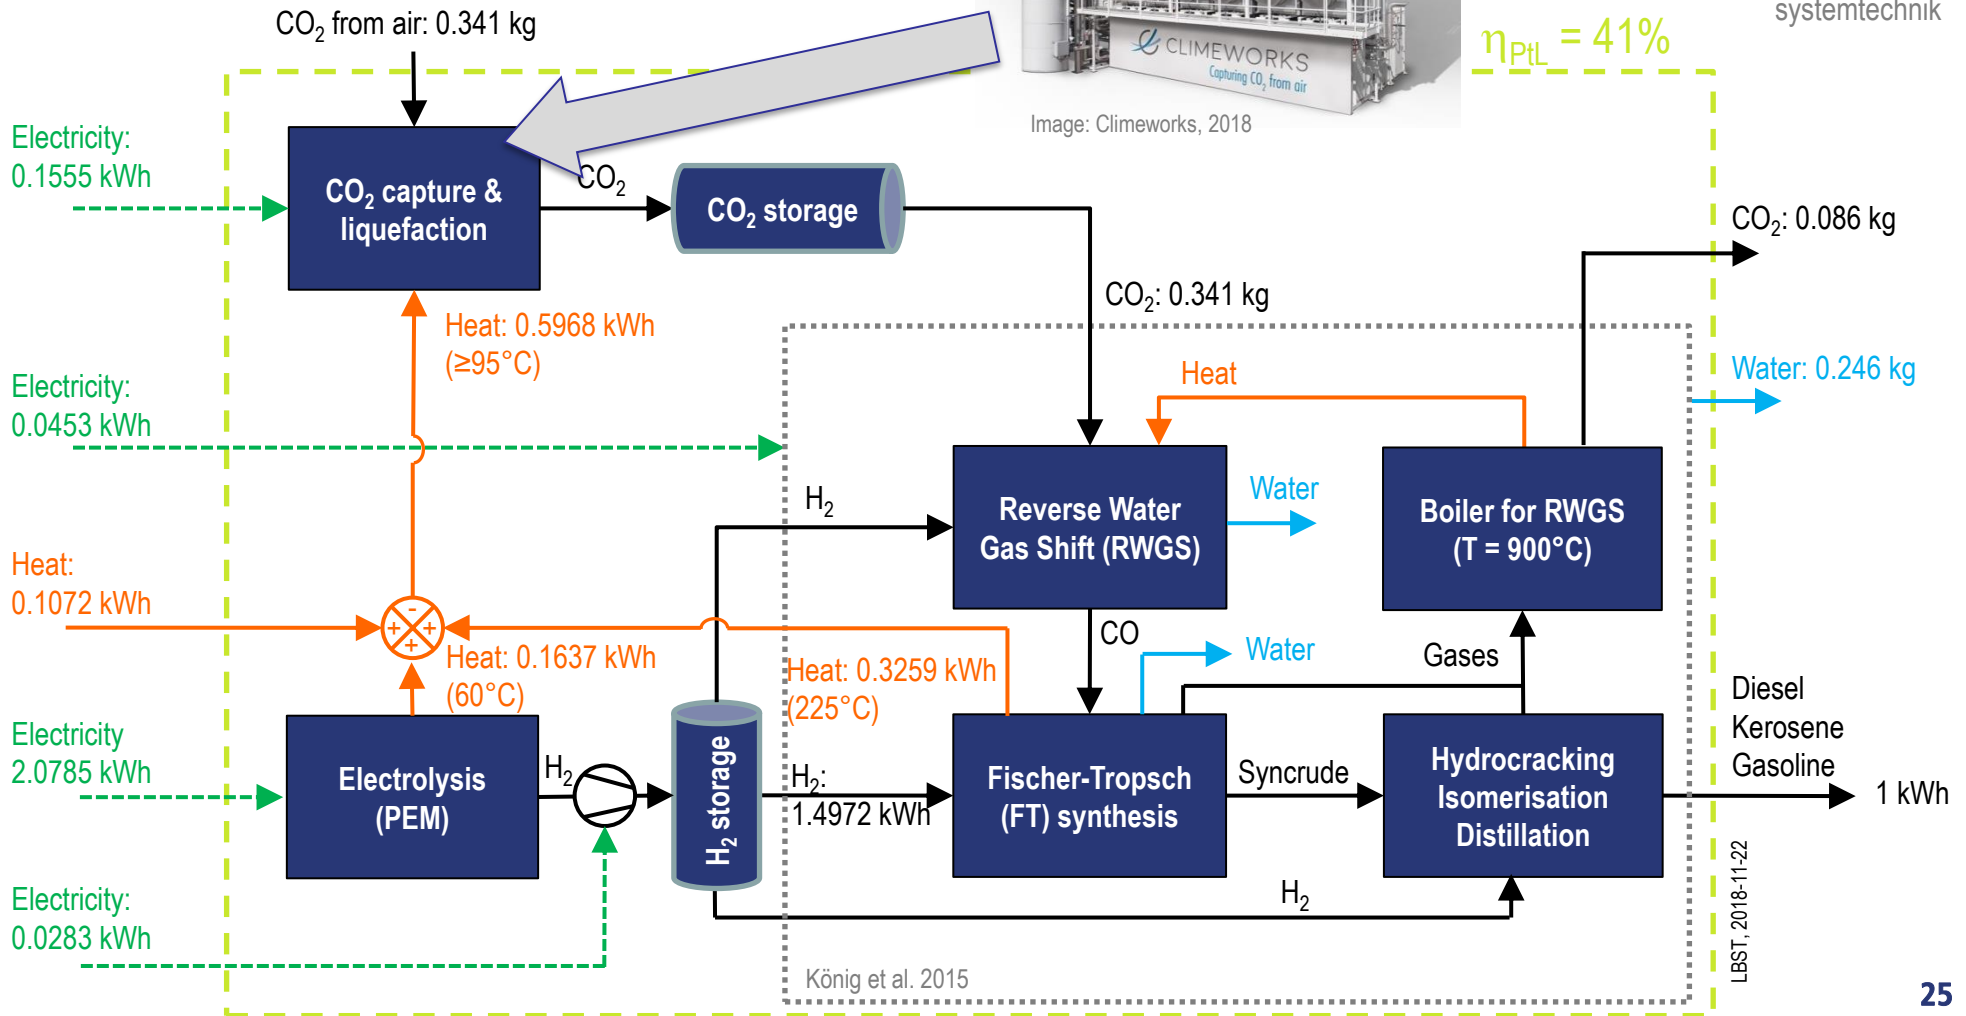 systemtechnik
CO₂ from air: 0.341 kg
η_PtL = 41%
CLIMEWORKS
Capturing CO₂ from air
Image: Climeworks, 2018
Electricity:
0.1555 kWh
CO₂ capture &
liquefaction
CO₂
CO₂ storage
CO₂: 0.086 kg
CO₂: 0.341 kg
Heat: 0.5968 kWh
(≥95°C)
Electricity:
0.0453 kWh
Heat
Water: 0.246 kg
H₂
Reverse Water
Gas Shift (RWGS)
Water
Boiler for RWGS
(T = 900°C)
Heat:
0.1072 kWh
-
+ +
+
Heat: 0.1637 kWh
(60°C)
Heat: 0.3259 kWh
(225°C)
CO
Water
Gases
Electricity
2.0785 kWh
Electrolysis
(PEM)
H₂
H₂ storage
H₂:
1.4972 kWh
Fischer-Tropsch
(FT) synthesis
Syncrude
Hydrocracking
Isomerisation
Distillation
Diesel
Kerosene
Gasoline
1 kWh
Electricity:
0.0283 kWh
H₂
König et al. 2015
LBST, 2018-11-22
25